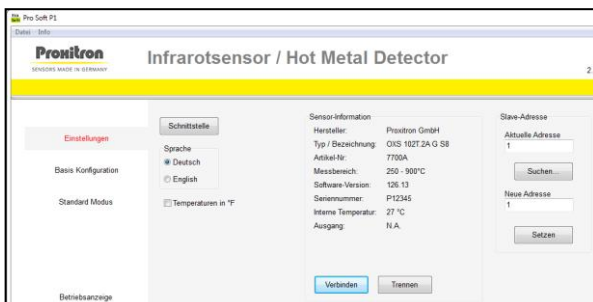 Pro Soft P1
Datei Info
Proxitron
SENSORS MADE IN GERMANY
Infrarotsensor / Hot Metal Detector
2
Einstellungen
Basis Konfiguration
Standard Modus
Betriebsanzeige
Schnittstelle
Sprache
Deutsch
English
Temperaturen in °F
Sensor-Information
Hersteller: Proxitron GmbH
Typ / Bezeichnung: OXS 102T.2A G S8
Artikel-Nr: 7700A
Messbereich: 250 - 900°C
Software-Version: 126.13
Seriennummer: P12345
Interne Temperatur: 27 °C
Ausgang: N.A.
Verbinden Trennen
Slave-Adresse
Aktuelle Adresse
1
Suchen...
Neue Adresse
1
Setzen